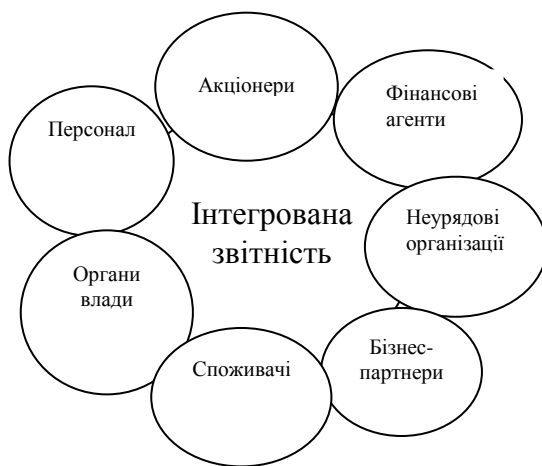 Акціонери
Фінансові
агенти
Персонал
Інтегрована
звітність
Неурядові
організації
Органи
влади
Бізнес-
партнери
Споживачі